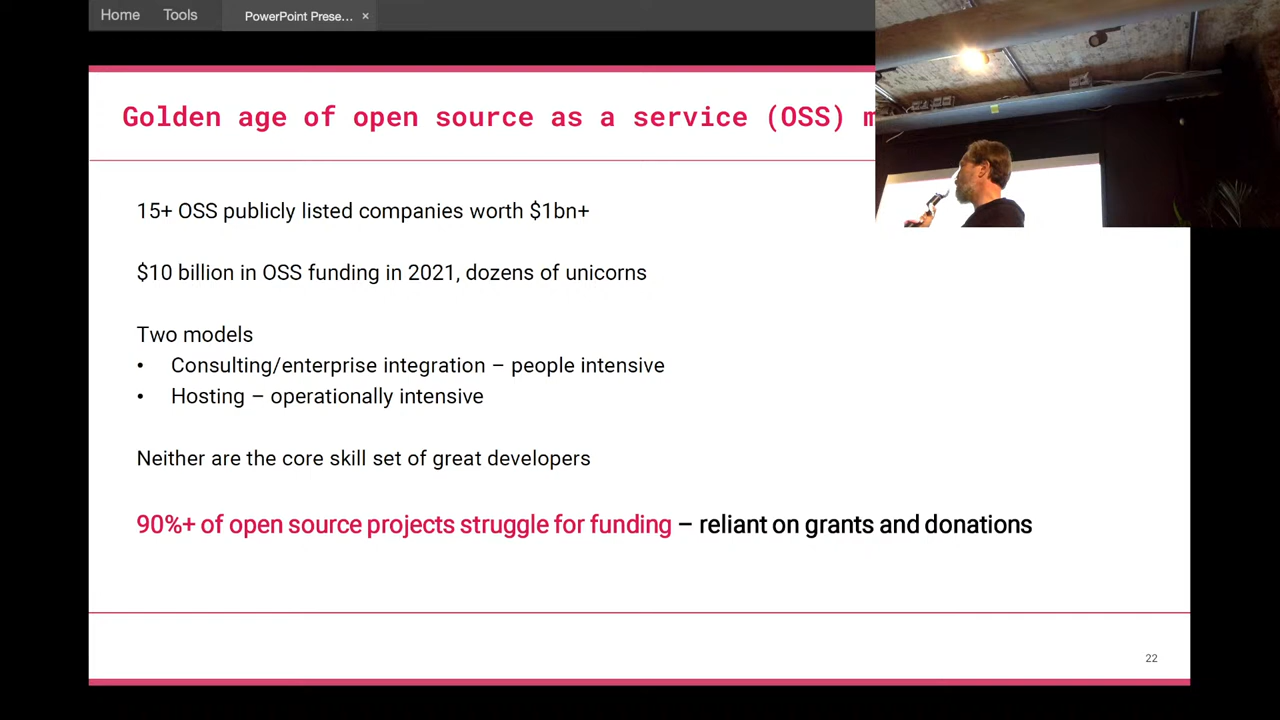 Home Tools PowerPoint Prese... ×
Golden age of open source as a service (OSS)
15+ OSS publicly listed companies worth $1bn+
$10 billion in OSS funding in 2021, dozens of unicorns
Two models
• Consulting/enterprise integration – people intensive
• Hosting – operationally intensive
Neither are the core skill set of great developers
90%+ of open source projects struggle for funding – reliant on grants and donations
22